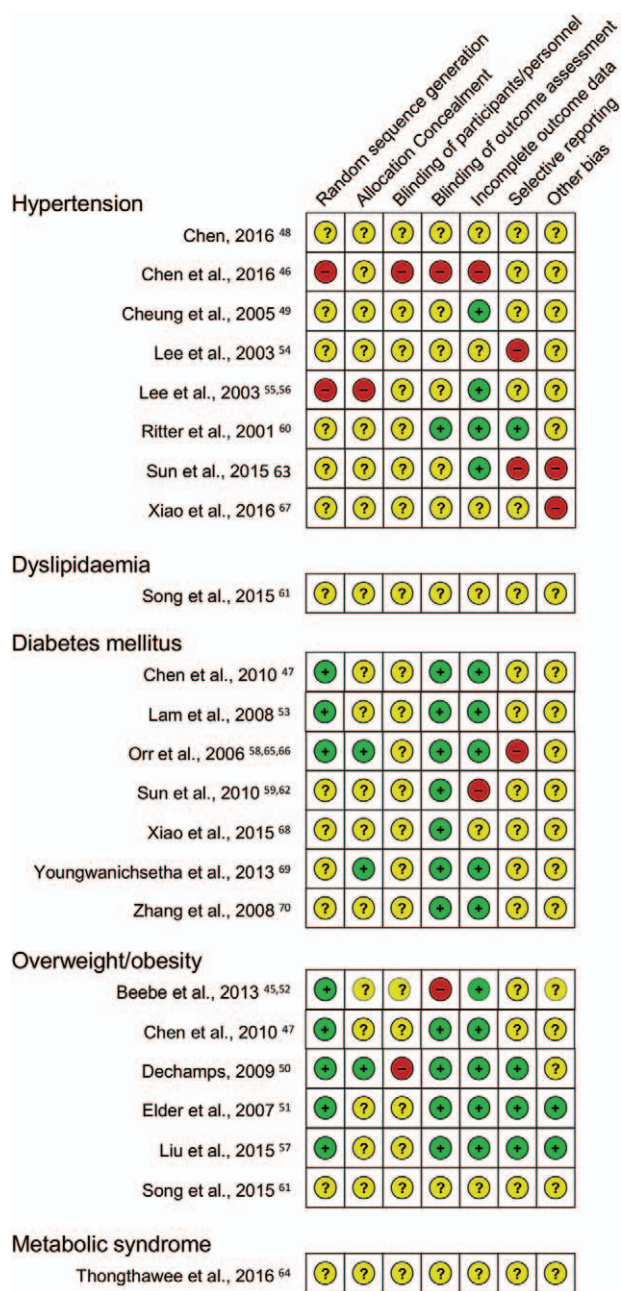 Random sequence generation
Allocation Concealment
Blinding of participants/personnel
Blinding of outcome assessment
Incomplete outcome data
Selective reporting
Other bias
Hypertension
Chen, 2016 48 ? ? ? ? ? ? ?
Chen et al., 2016 46 − ? − − − ? ?
Cheung et al., 2005 49 ? ? ? ? + ? ?
Lee et al., 2003 54 ? ? ? ? ? − ?
Lee et al., 2003 55,56 − − ? ? + ? ?
Ritter et al., 2001 60 ? ? ? + + + ?
Sun et al., 2015 63 ? ? ? ? + − −
Xiao et al., 2016 67 ? ? ? ? ? ? −
Dyslipidaemia
Song et al., 2015 61 ? ? ? ? ? ? ?
Diabetes mellitus
Chen et al., 2010 47 + ? ? + + ? ?
Lam et al., 2008 53 + ? ? + + ? ?
Orr et al., 2006 58,65,66 + + ? + + − ?
Sun et al., 2010 59,62 ? ? ? + − ? ?
Xiao et al., 2015 68 ? ? ? + ? ? ?
Youngwanichsetha et al., 2013 69 ? + ? + + ? ?
Zhang et al., 2008 70 ? ? ? + + ? ?
Overweight/obesity
Beebe et al., 2013 45,52 + ? ? − + ? ?
Chen et al., 2010 47 + ? ? + + ? ?
Dechamps, 2009 50 + + − + + + ?
Elder et al., 2007 51 + ? ? + + + +
Liu et al., 2015 57 + ? ? + + + +
Song et al., 2015 61 ? ? ? ? ? ? ?
Metabolic syndrome
Thongthawee et al., 2016 64 ? ? ? ? ? ? ?